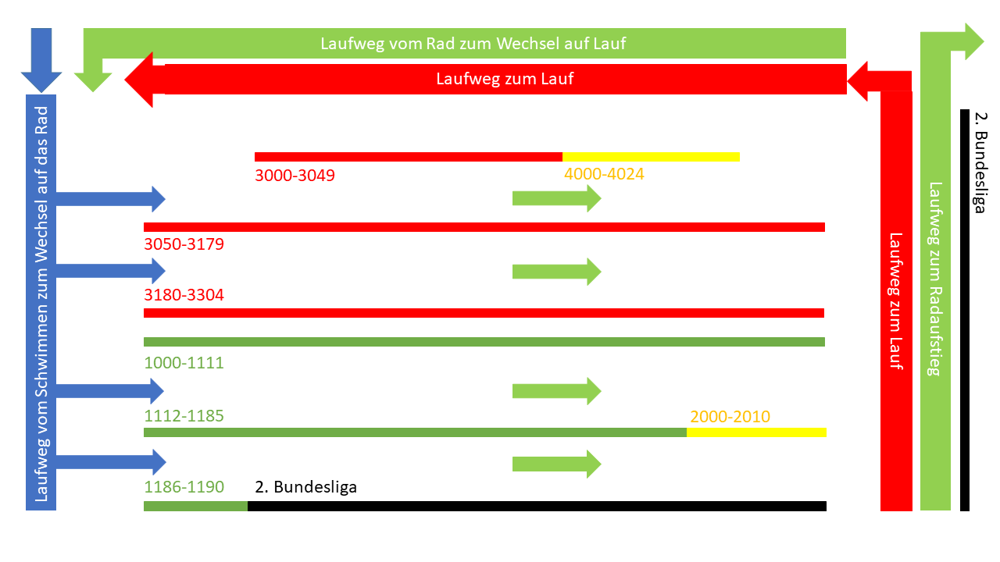 Laufweg vom Rad zum Wechsel auf Lauf
Laufweg zum Lauf
Laufweg vom Schwimmen zum Wechsel auf das Rad
3000-3049
4000-4024
3050-3179
3180-3304
1000-1111
1112-1185
2000-2010
1186-1190
2. Bundesliga
Laufweg zum Lauf
Laufweg zum Radaufstieg
2. Bundesliga